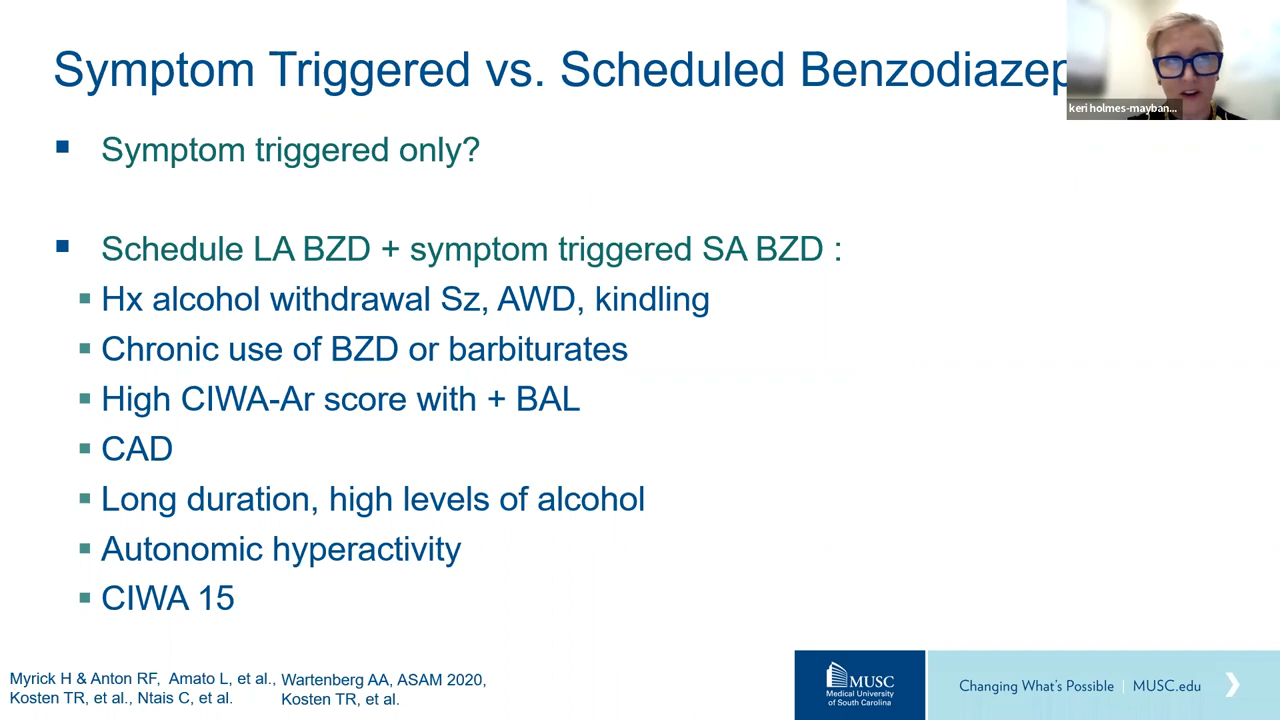 Symptom Triggered vs. Scheduled Benzodiazep
keri holmes-mayban...
▪ Symptom triggered only?
▪ Schedule LA BZD + symptom triggered SA BZD :
▪ Hx alcohol withdrawal Sz, AWD, kindling
▪ Chronic use of BZD or barbiturates
▪ High CIWA-Ar score with + BAL
▪ CAD
▪ Long duration, high levels of alcohol
▪ Autonomic hyperactivity
▪ CIWA 15
Myrick H & Anton RF, Amato L, et al.,
Kosten TR, et al., Ntais C, et al.
Wartenberg AA, ASAM 2020,
Kosten TR, et al.
MUSC
Medical University
of South Carolina
Changing What's Possible | MUSC.edu